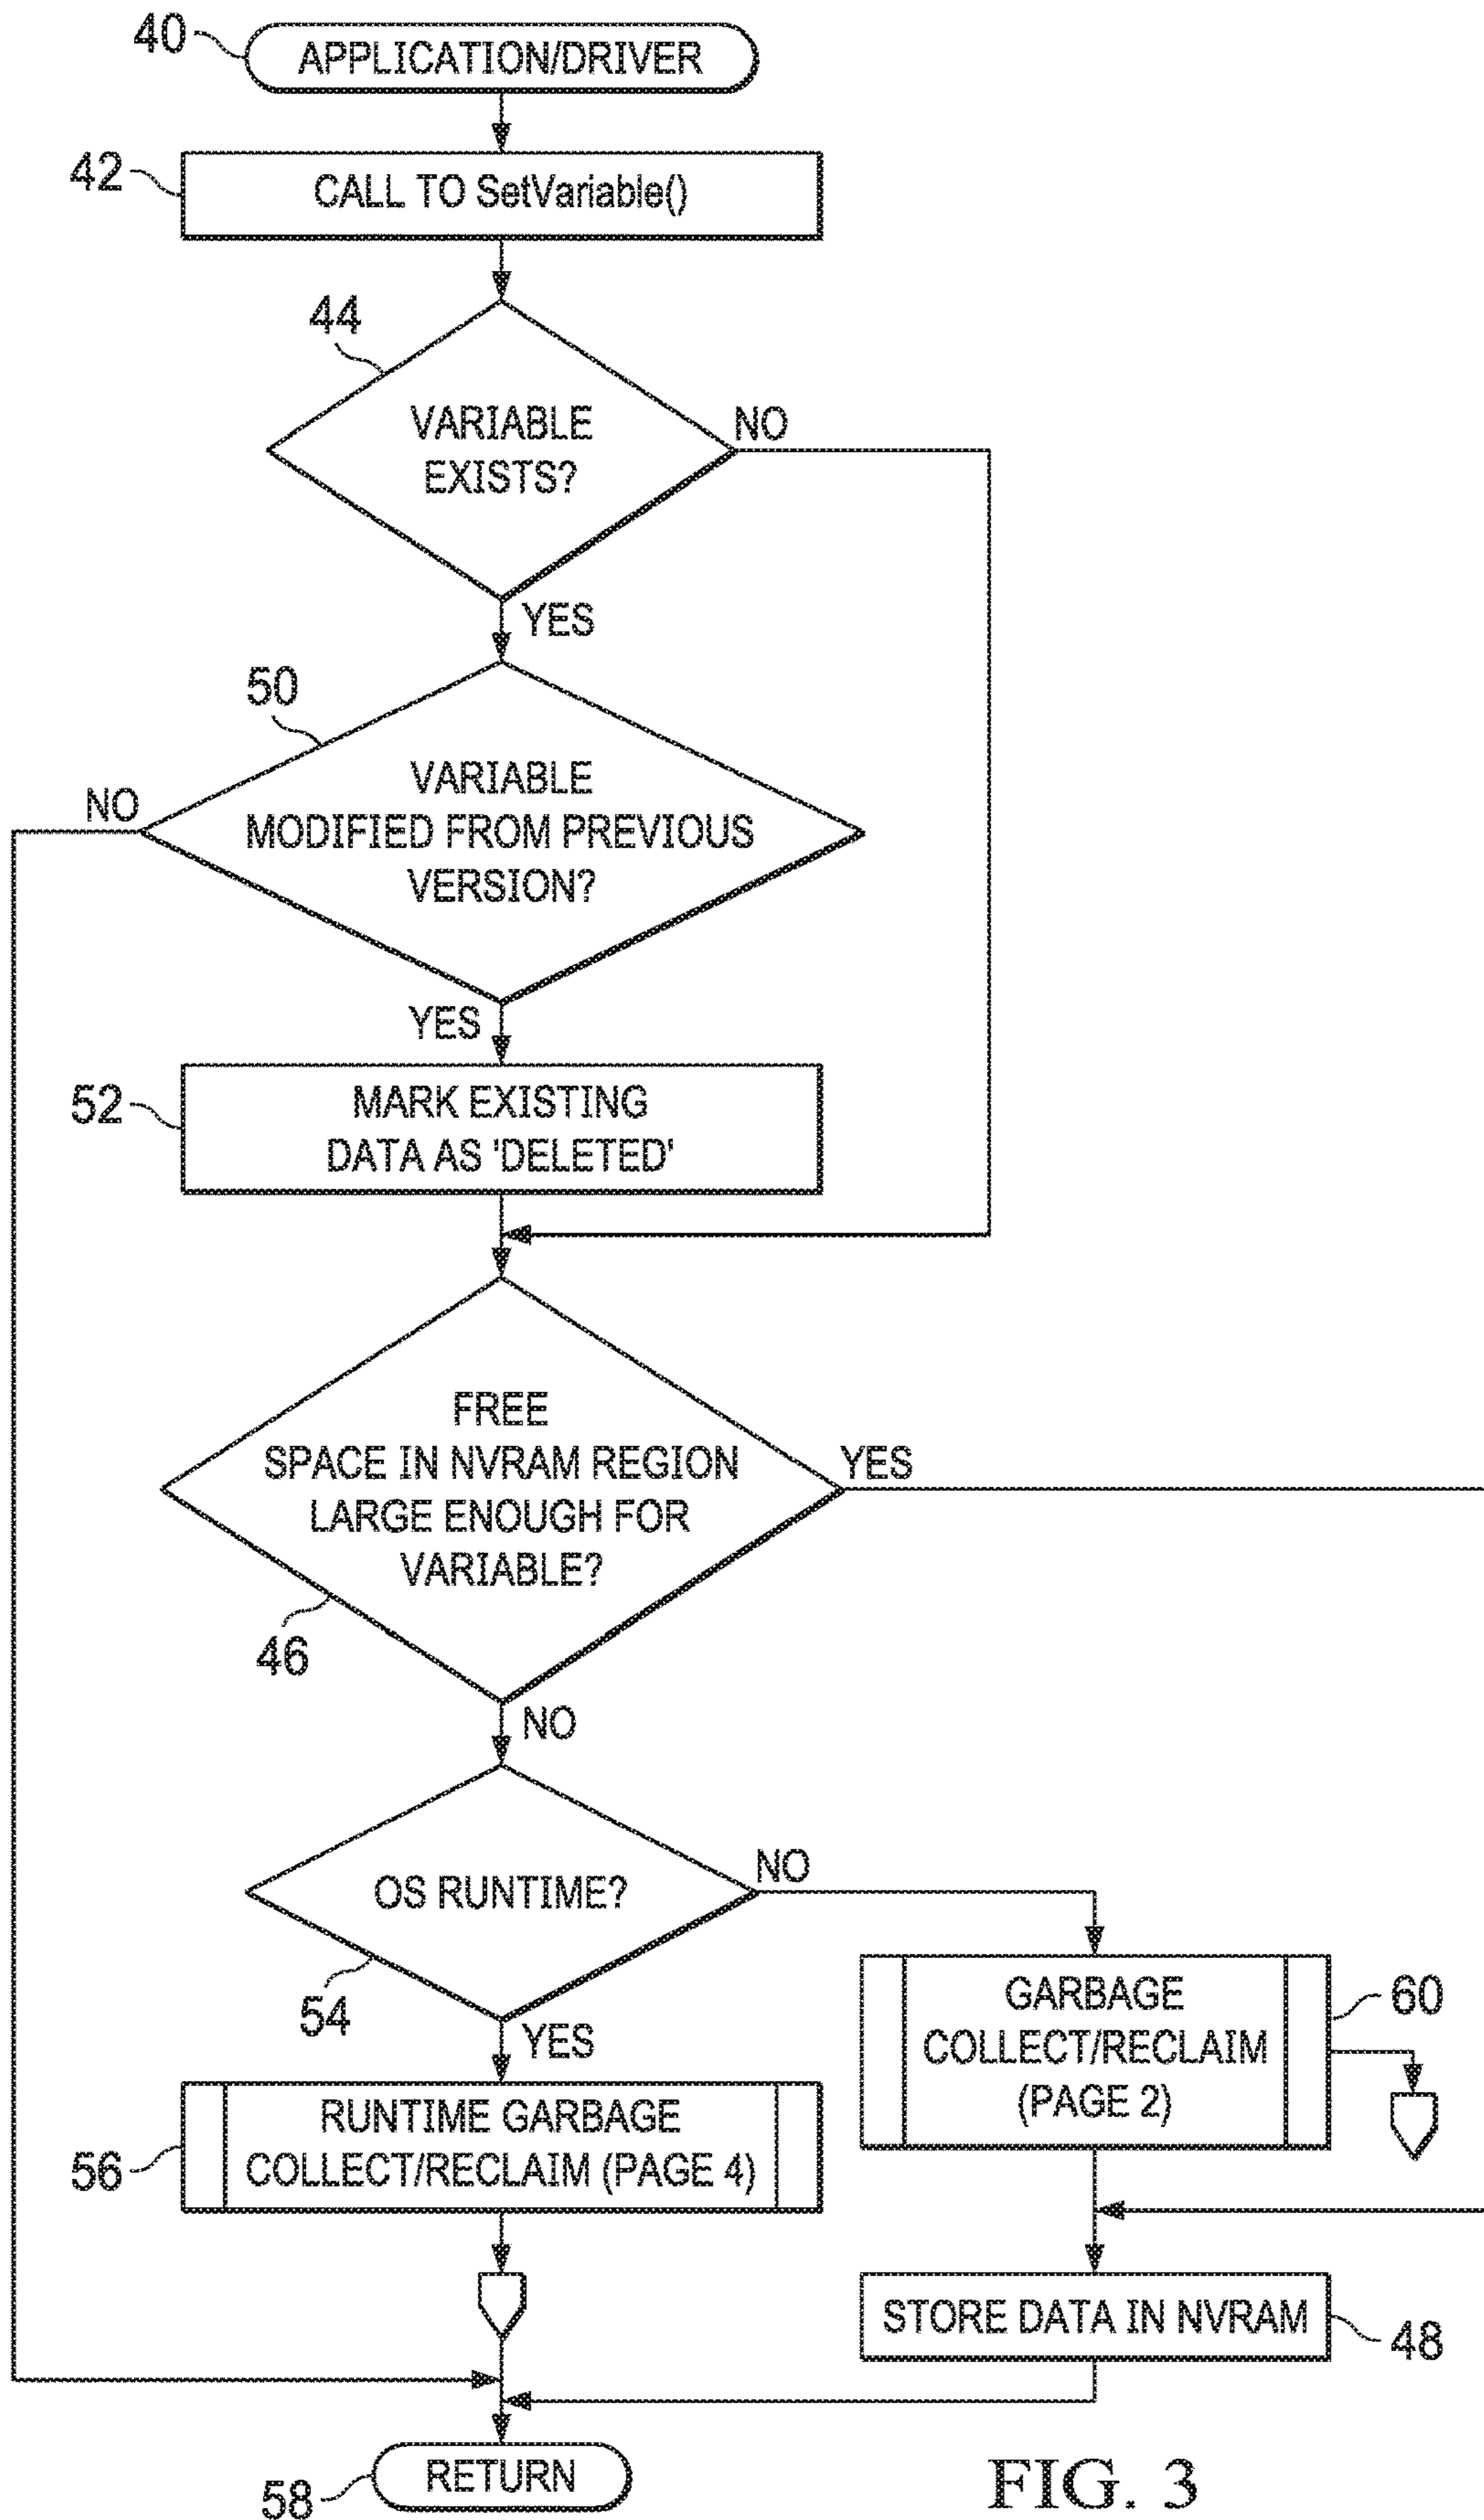 40
APPLICATION/DRIVER
42
CALL TO SetVariable()
44
VARIABLE
EXISTS?
NO
YES
50
VARIABLE
MODIFIED FROM PREVIOUS
VERSION?
NO
YES
52
MARK EXISTING
DATA AS 'DELETED'
FREE
SPACE IN NVRAM REGION
LARGE ENOUGH FOR
VARIABLE?
YES
46
NO
OS RUNTIME?
NO
54
YES
GARBAGE
COLLECT/RECLAIM
(PAGE 2)
60
RUNTIME GARBAGE
COLLECT/RECLAIM (PAGE 4)
56
STORE DATA IN NVRAM
48
RETURN
58
FIG. 3